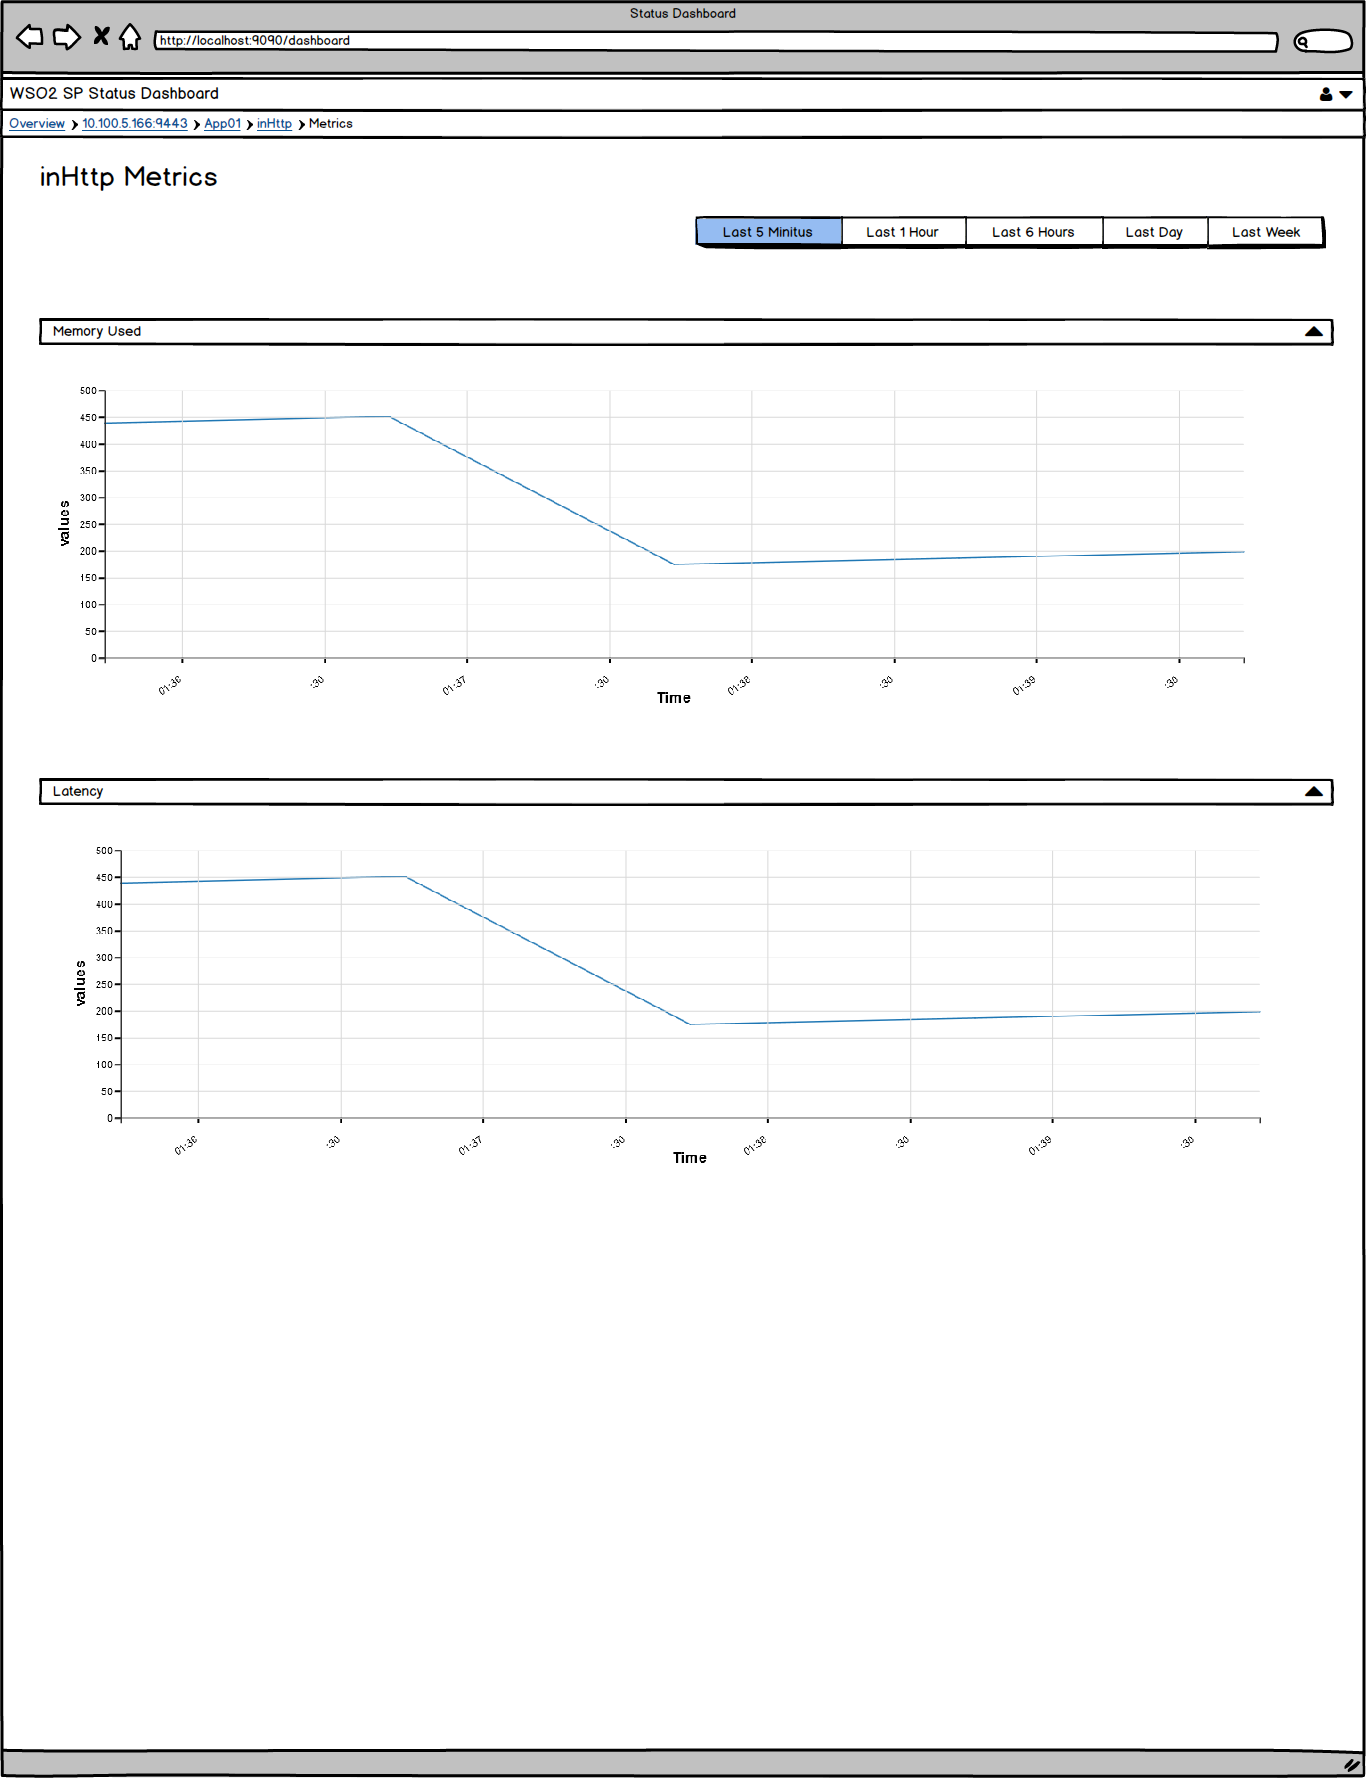 Status Dashboard
http://localhost:9090/dashboard
WSO2 SP Status Dashboard
Overview 10.100.5.166:9443 App01 inHttp Metrics
inHttp Metrics
Last 5 Minitus Last 1 Hour Last 6 Hours Last Day Last Week
Memory Used
500
450
400
350
300
250
200
150
100
50
0
values
01:36 :30 01:37 :30 01:38 :30 01:39 :30
Time
Latency
500
450
400
350
300
250
200
150
100
50
0
values
01:36 :30 01:37 :30 01:38 :30 01:39 :30
Time